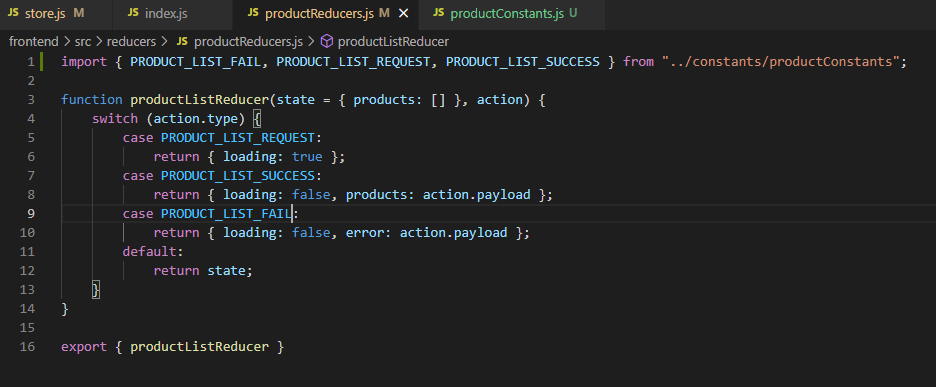 JS store.js M JS index.js JS productReducers.js M × JS productConstants.js U
frontend > src > reducers > JS productReducers.js > productListReducer
1 import { PRODUCT_LIST_FAIL, PRODUCT_LIST_REQUEST, PRODUCT_LIST_SUCCESS } from "../constants/productConstants";
2
3 function productListReducer(state = { products: [] }, action) {
4 switch (action.type) {
5 case PRODUCT_LIST_REQUEST:
6 return { loading: true };
7 case PRODUCT_LIST_SUCCESS:
8 return { loading: false, products: action.payload };
9 case PRODUCT_LIST_FAIL:
10 return { loading: false, error: action.payload };
11 default:
12 return state;
13 }
14 }
15
16 export { productListReducer }